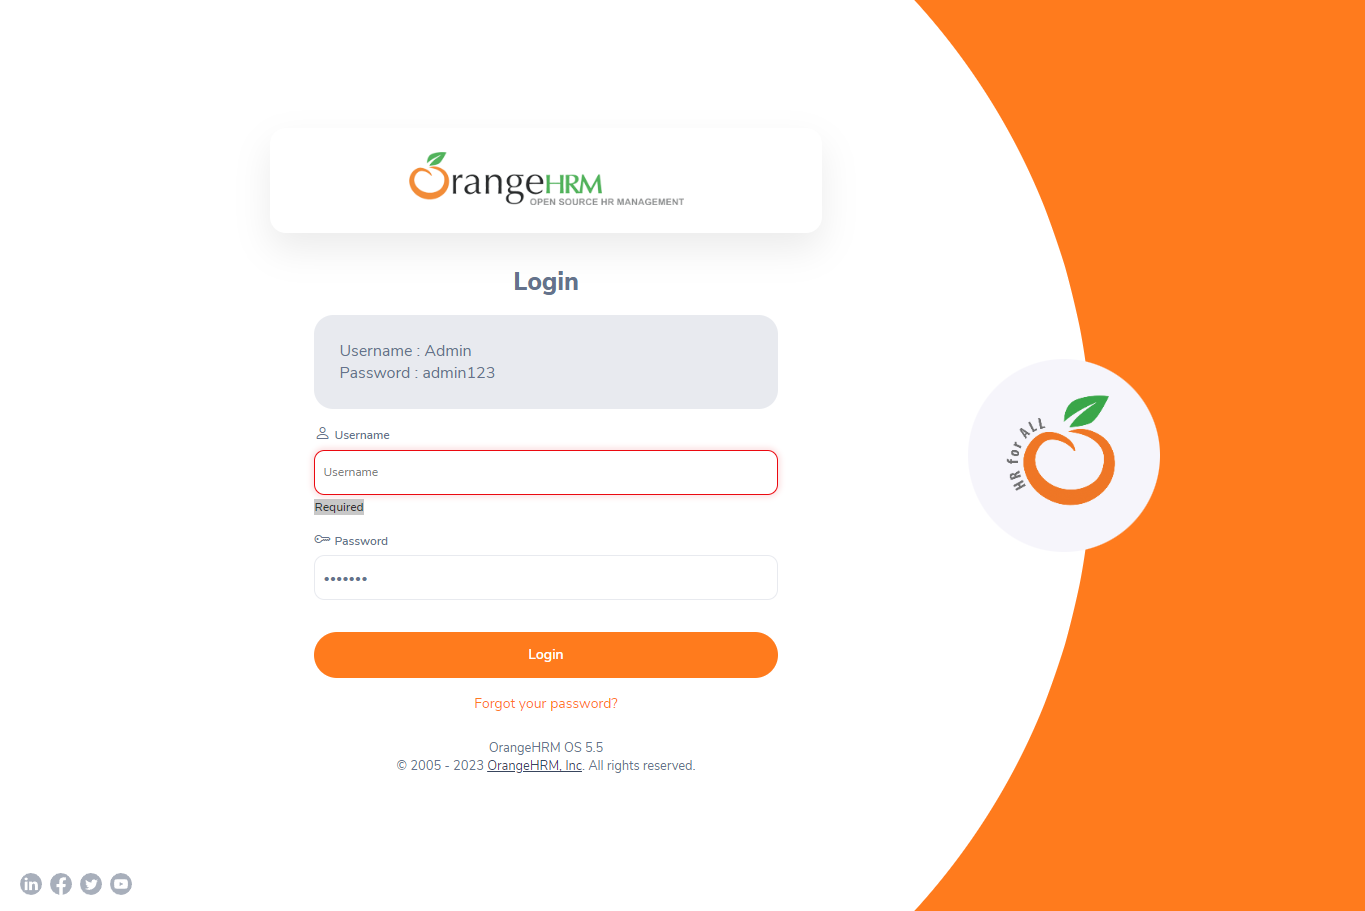 OrangeHRM
OPEN SOURCE HR MANAGEMENT
Login
Username : Admin
Password : admin123
Username
Username
Required
Password
•••••••
Login
Forgot your password?
OrangeHRM OS 5.5
© 2005 - 2023 OrangeHRM, Inc. All rights reserved.
HR for ALL
in